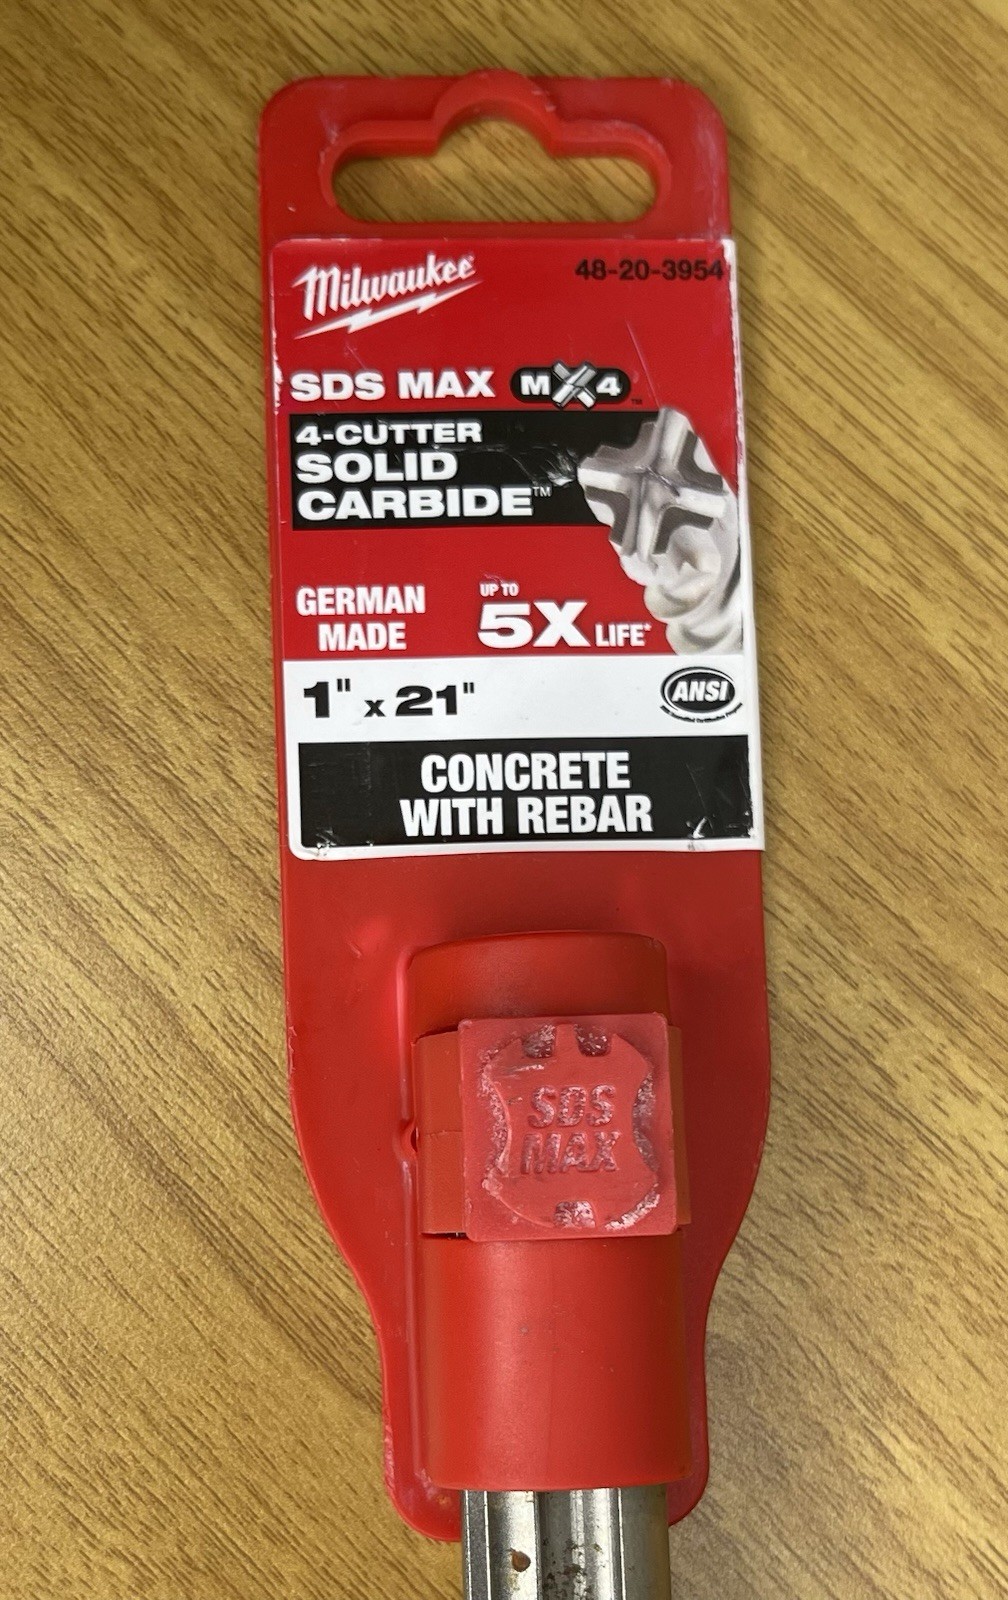 Milwaukee
48-20-3954
SDS MAX MX4™
4-CUTTER
SOLID
CARBIDE™
GERMAN
MADE
UP TO
5X LIFE*
1" x 21"
ANSI
CONCRETE
WITH REBAR
SDS
MAX